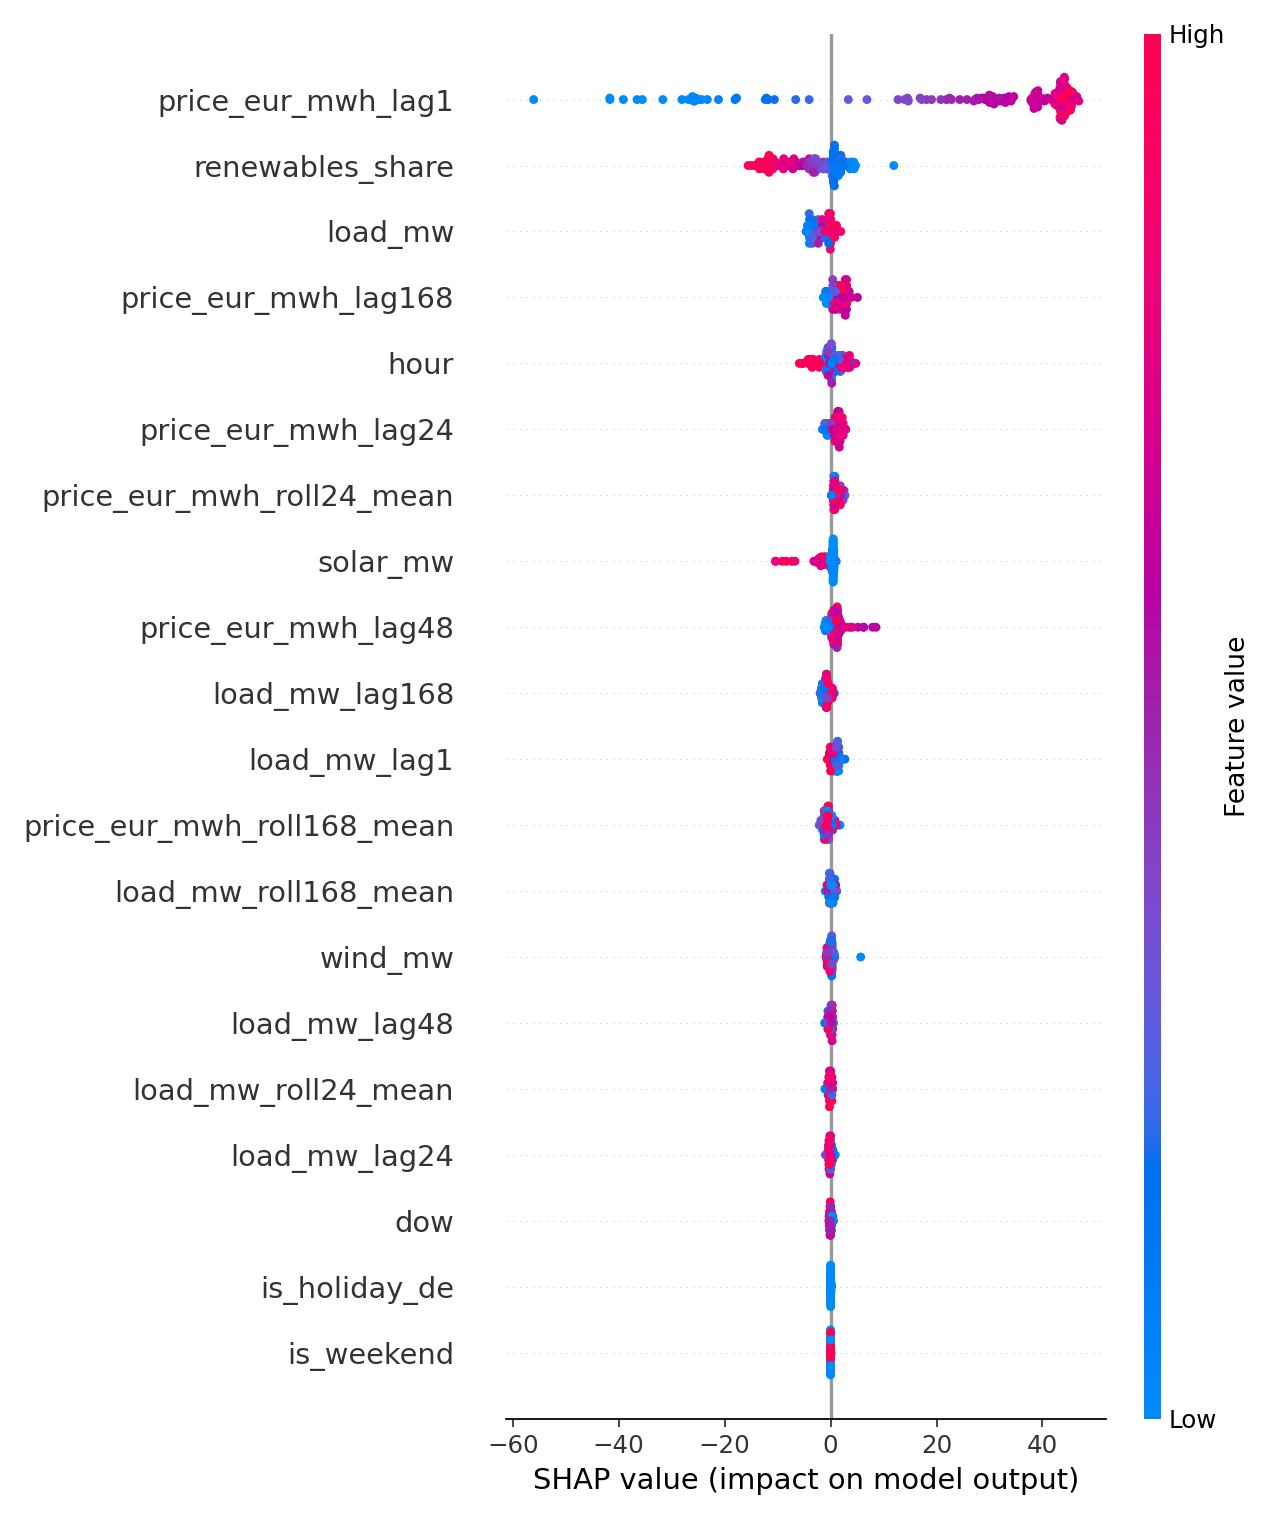 High
price_eur_mwh_lag1
renewables_share
load_mw
price_eur_mwh_lag168
hour
price_eur_mwh_lag24
price_eur_mwh_roll24_mean
solar_mw
price_eur_mwh_lag48
load_mw_lag168
load_mw_lag1
price_eur_mwh_roll168_mean
load_mw_roll168_mean
wind_mw
load_mw_lag48
load_mw_roll24_mean
load_mw_lag24
dow
is_holiday_de
is_weekend
Feature value
Low
−60 −40 −20 0 20 40
SHAP value (impact on model output)